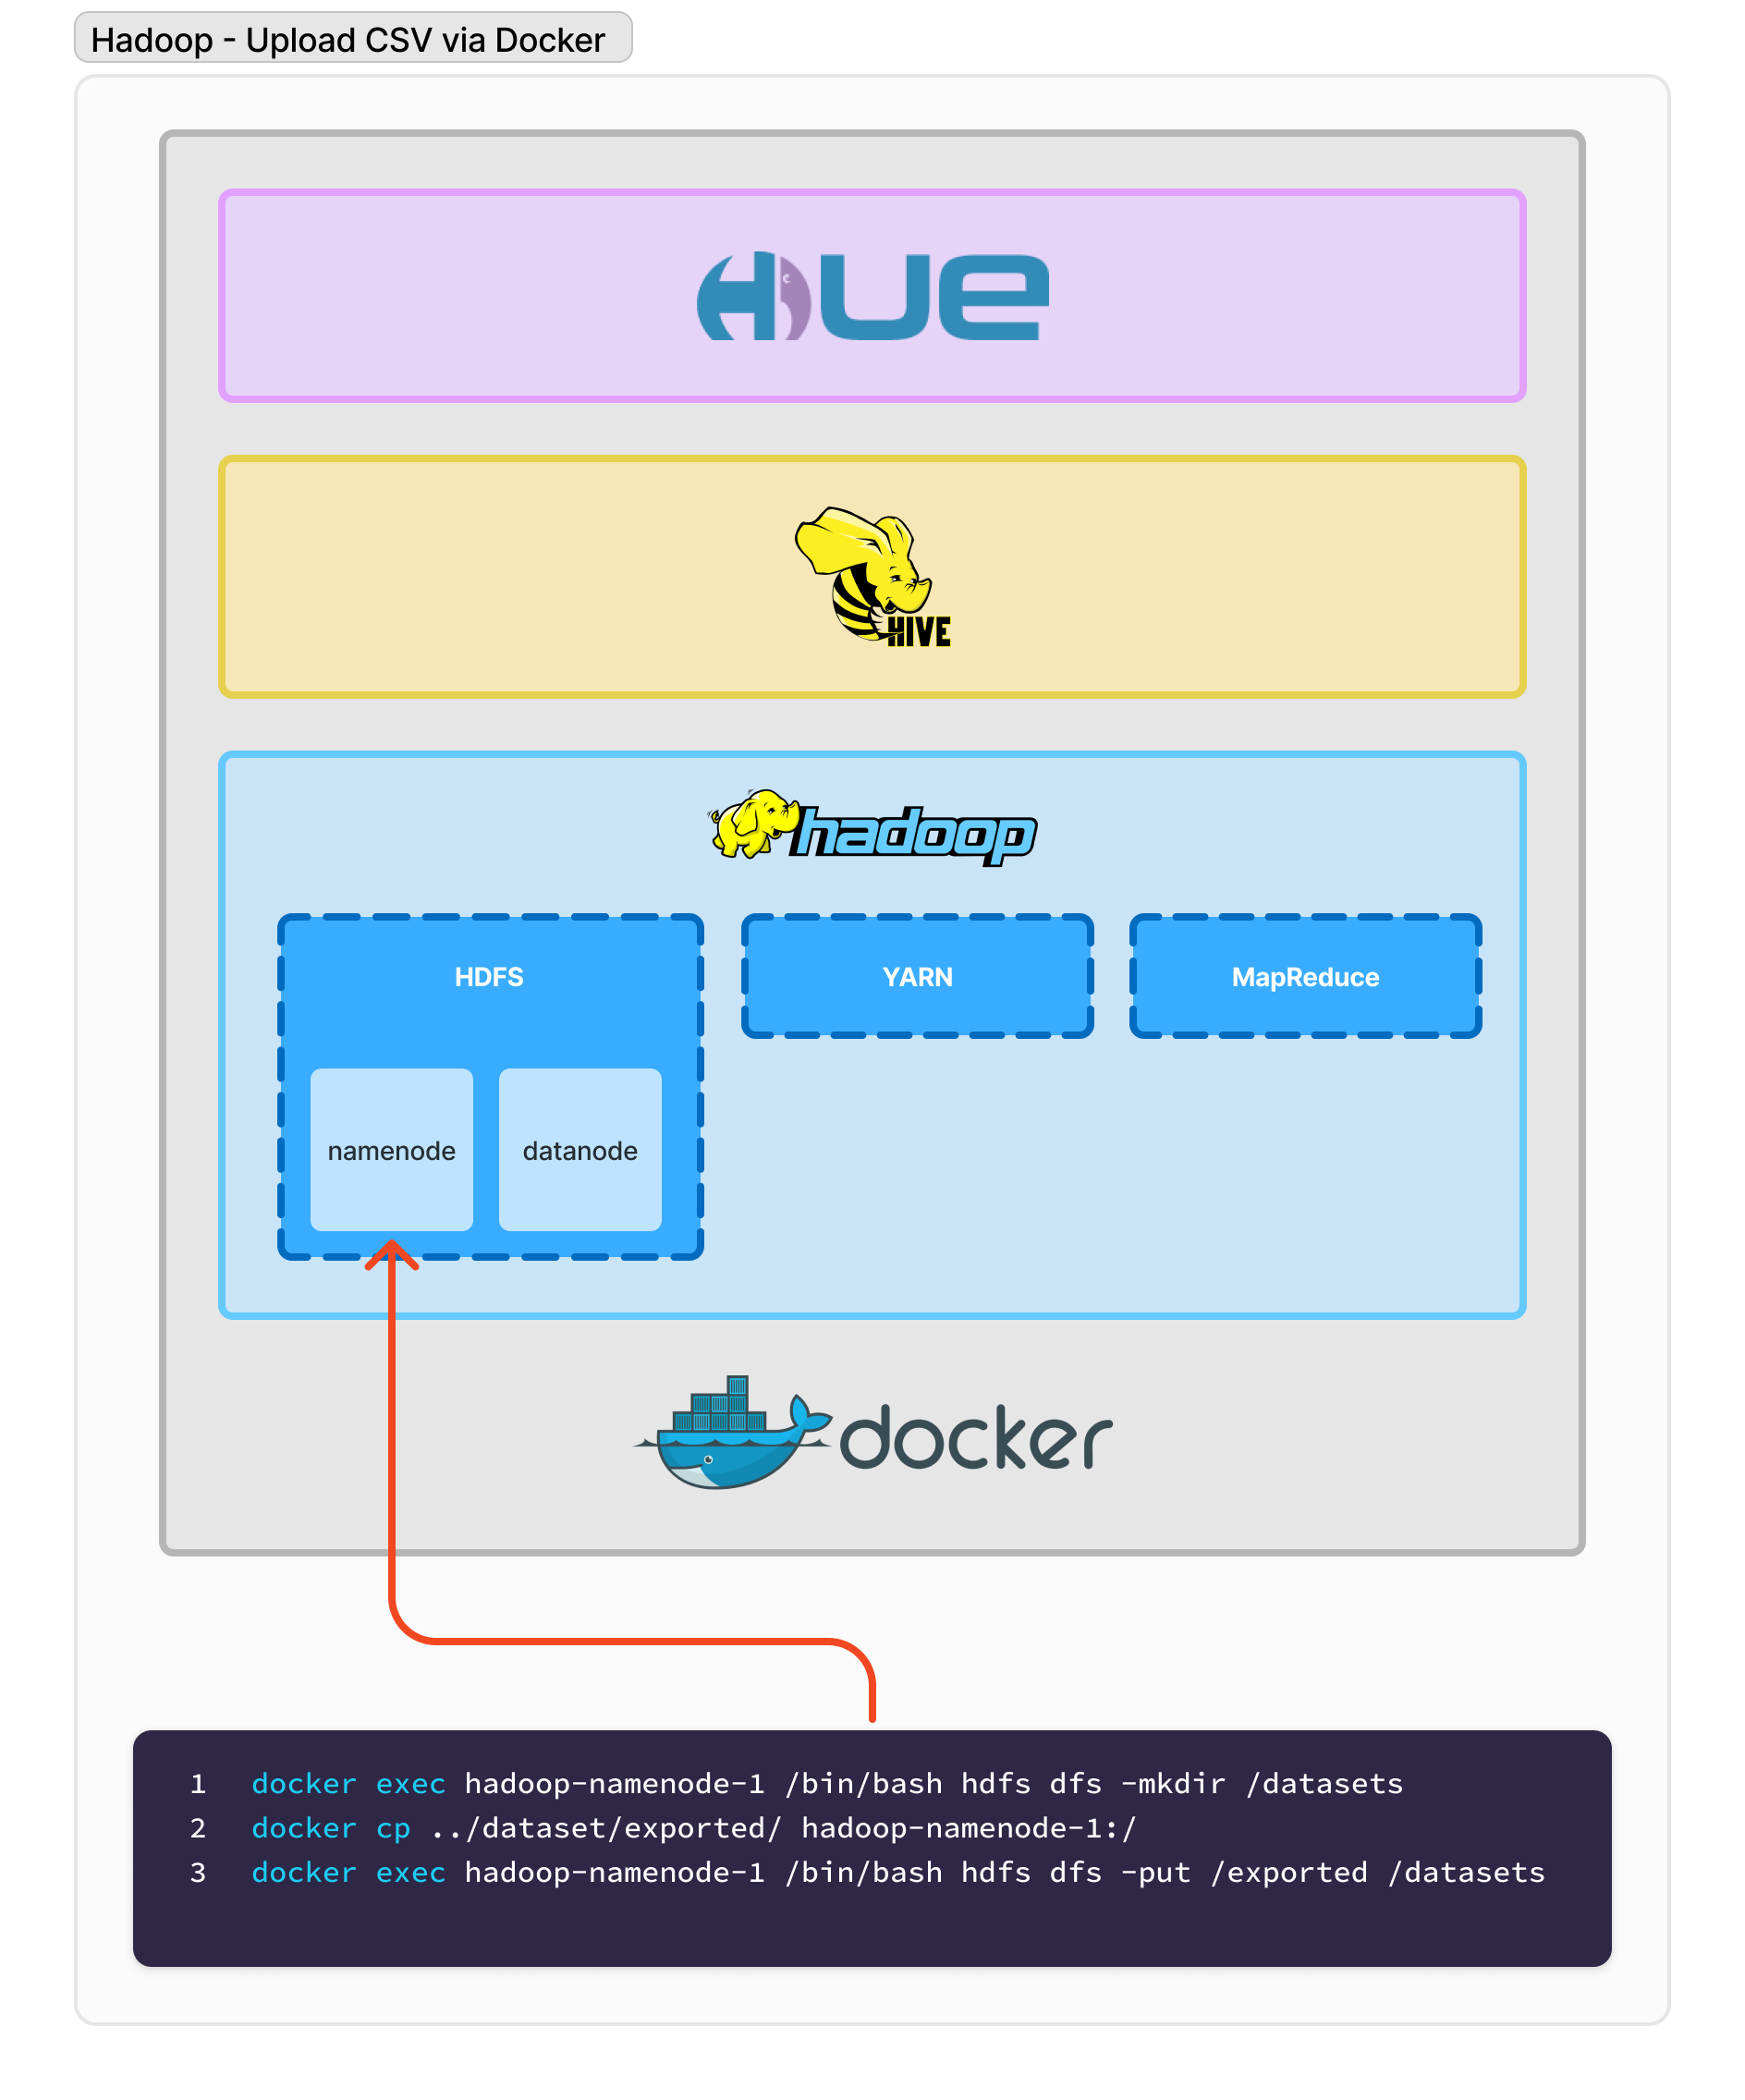 Hadoop - Upload CSV via Docker
HUE
HIVE
hadoop
HDFS
YARN
MapReduce
namenode
datanode
docker
1 docker exec hadoop-namenode-1 /bin/bash hdfs dfs -mkdir /datasets
2 docker cp ../dataset/exported/ hadoop-namenode-1:/
3 docker exec hadoop-namenode-1 /bin/bash hdfs dfs -put /exported /datasets